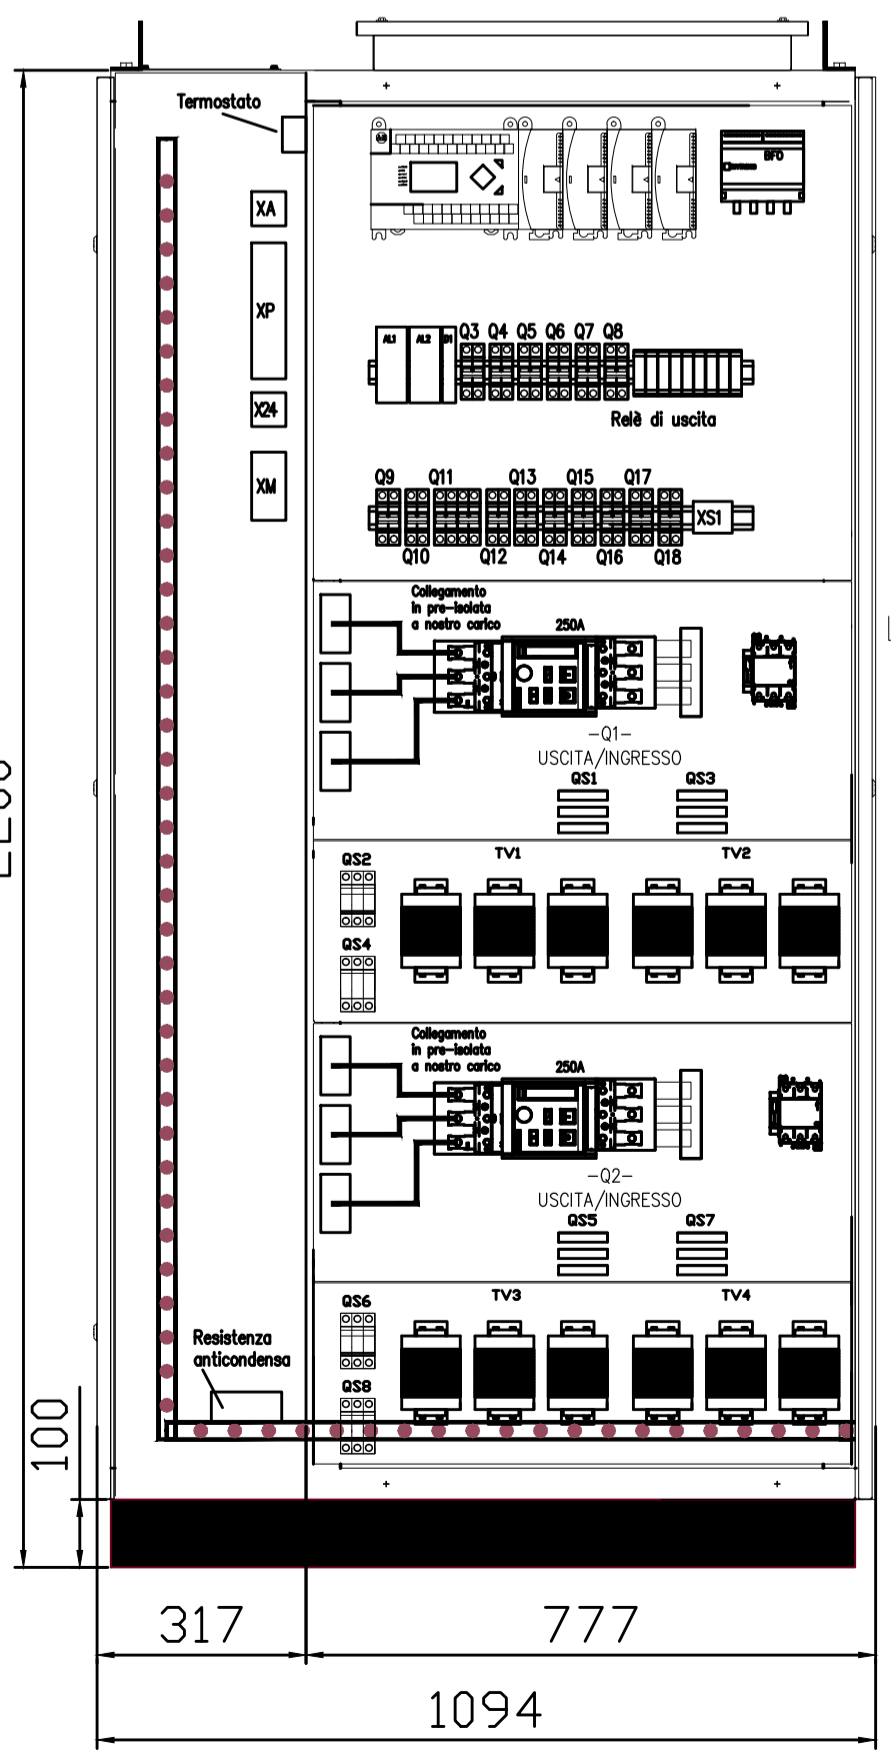 Termostato
BFO
XA
XP
Q3 Q4 Q5 Q6 Q7 Q8
AL1 AL2 D1
X24
Relè di uscita
XM
Q9 Q11 Q13 Q15 Q17
XS1
Q10 Q12 Q14 Q16 Q18
Collegamento
in pre-isolata
a nostro carico
250A
-Q1-
USCITA/INGRESSO
QS1 QS3
TV1 TV2
QS2
QS4
Collegamento
in pre-isolata
a nostro carico
250A
-Q2-
USCITA/INGRESSO
QS5 QS7
TV3 TV4
QS6
Resistenza
anticondensa
QS8
100
317 777
1094